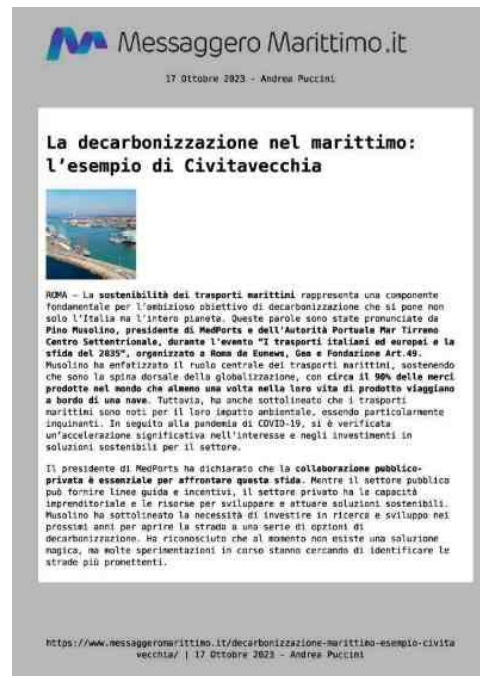 Messaggero Marittimo.it
17 Ottobre 2023 - Andrea Puccini
La decarbonizzazione nel marittimo:
l'esempio di Civitavecchia
ROMA – La sostenibilità dei trasporti marittimi rappresenta una componente
fondamentale per l'ambizioso obiettivo di decarbonizzazione che si pone non
solo l'Italia ma l'intero pianeta. Queste parole sono state pronunciate da
Pino Musolino, presidente di MedPorts e dell'Autorità Portuale Mar Tirreno
Centro Settentrionale, durante l'evento "I trasporti italiani ed europei e la
sfida del 2035", organizzato a Roma da Eunews, Gea e Fondazione Art.49.
Musolino ha enfatizzato il ruolo centrale dei trasporti marittimi, sostenendo
che sono la spina dorsale della globalizzazione, con circa il 90% delle merci
prodotte nel mondo che almeno una volta nella loro vita di prodotto viaggiano
a bordo di una nave. Tuttavia, ha anche sottolineato che i trasporti
marittimi sono noti per il loro impatto ambientale, essendo particolarmente
inquinanti. In seguito alla pandemia di COVID-19, si è verificata
un'accelerazione significativa nell'interesse e negli investimenti in
soluzioni sostenibili per il settore.
Il presidente di MedPorts ha dichiarato che la collaborazione pubblico-
privata è essenziale per affrontare questa sfida. Mentre il settore pubblico
può fornire linee guida e incentivi, il settore privato ha la capacità
imprenditoriale e le risorse per sviluppare e attuare soluzioni sostenibili.
Musolino ha sottolineato la necessità di investire in ricerca e sviluppo nei
prossimi anni per aprire la strada a una serie di opzioni di
decarbonizzazione. Ha riconosciuto che al momento non esiste una soluzione
magica, ma molte sperimentazioni in corso stanno cercando di identificare le
strade più promettenti.
https://www.messaggeromarittimo.it/decarbonizzazione-marittimo-esempio-civita
vecchia/ | 17 Ottobre 2023 - Andrea Puccini